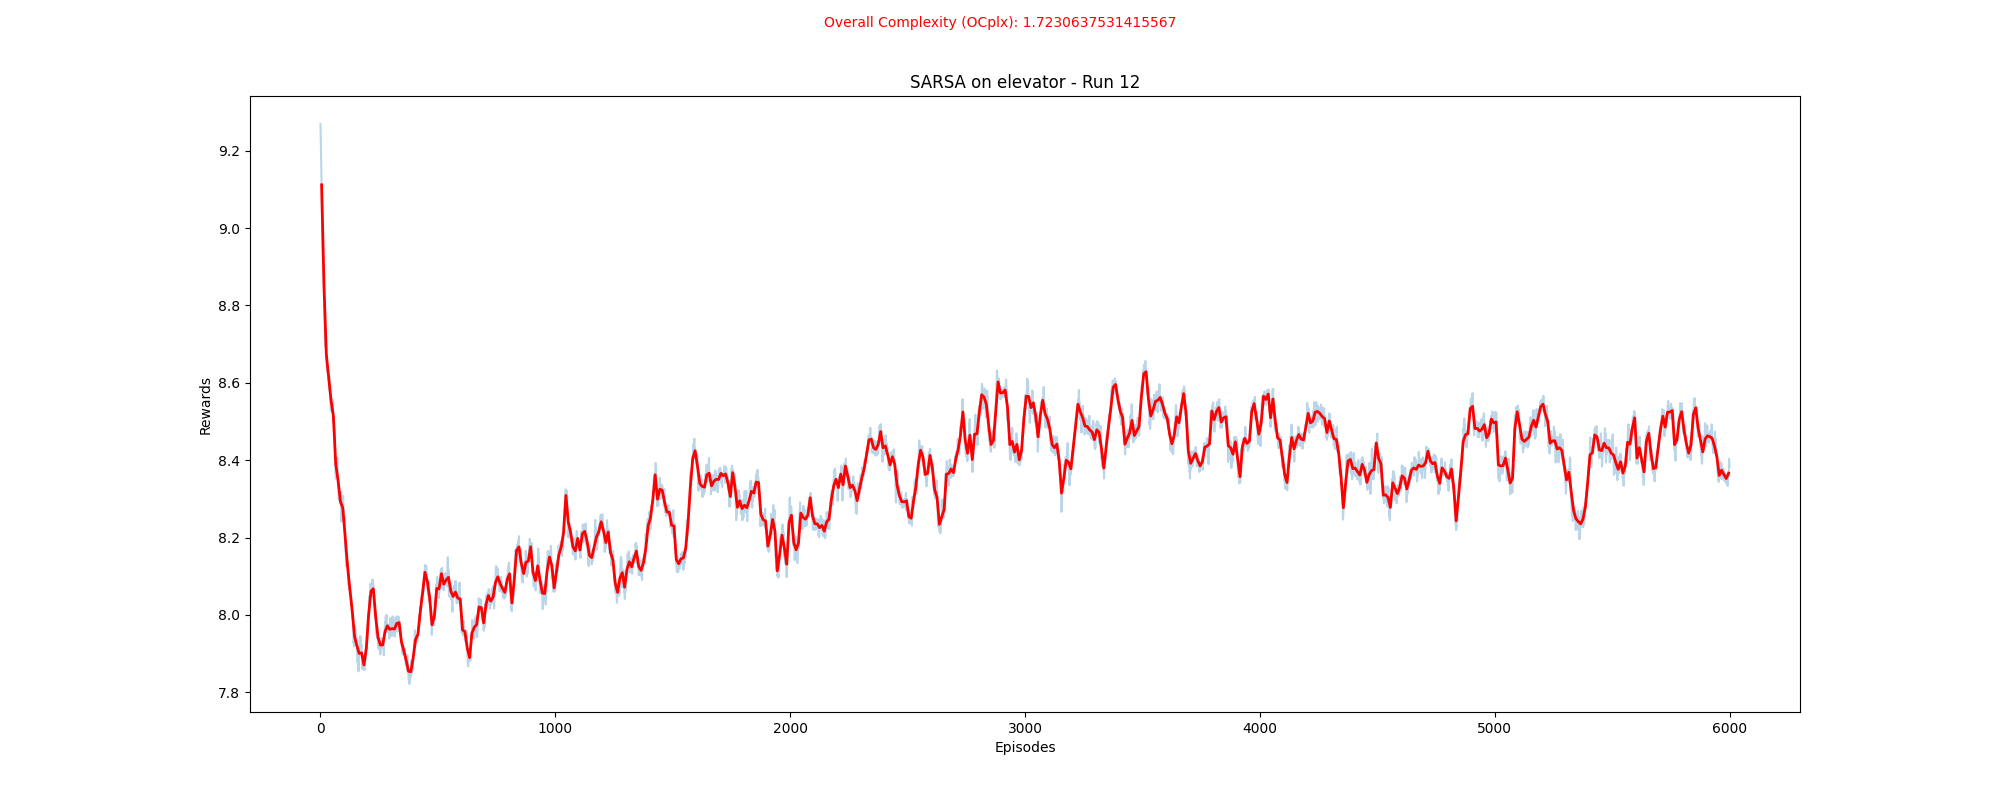 Overall Complexity (OCplx): 1.7230637531415567
SARSA on elevator - Run 12
Rewards
9.2
9.0
8.8
8.6
8.4
8.2
8.0
7.8
0 1000 2000 3000 4000 5000 6000
Episodes